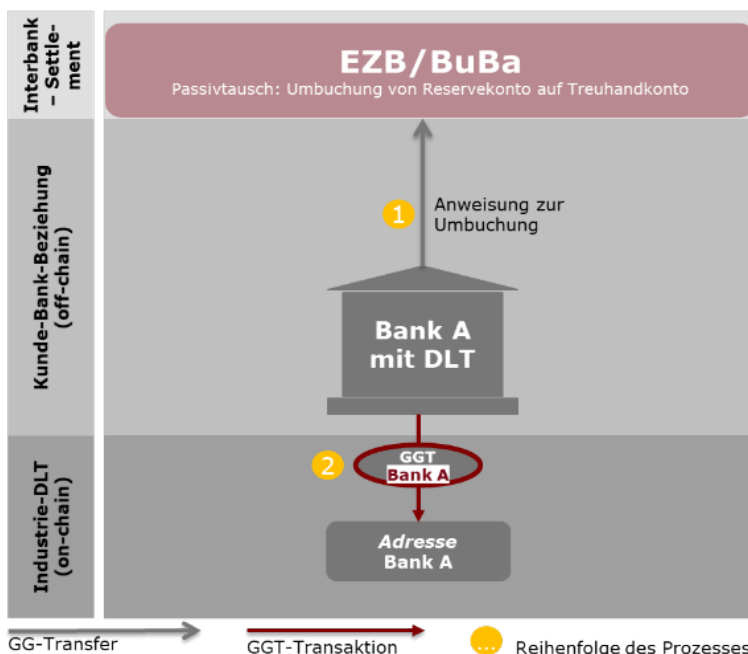 Interbank
– Settle-
ment
EZB/BuBa
Passivtausch: Umbuchung von Reservekonto auf Treuhandkonto
Kunde-Bank-Beziehung
(off-chain)
1
Anweisung zur
Umbuchung
Bank A
mit DLT
Industrie-DLT
(on-chain)
2
GGT
Bank A
Adresse
Bank A
GG-Transfer
GGT-Transaktion
...
Reihenfolge des Prozesses